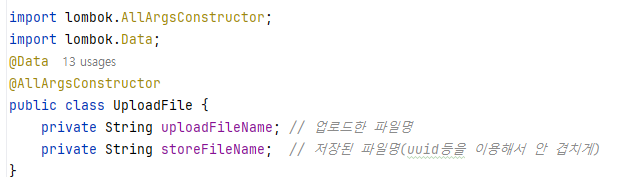 import lombok.AllArgsConstructor;
import lombok.Data;
@Data 13 usages
@AllArgsConstructor
public class UploadFile {
    private String uploadFileName; // 업로드한 파일명
    private String storeFileName;  // 저장된 파일명(uuid등을 이용해서 안 겹치게)
}